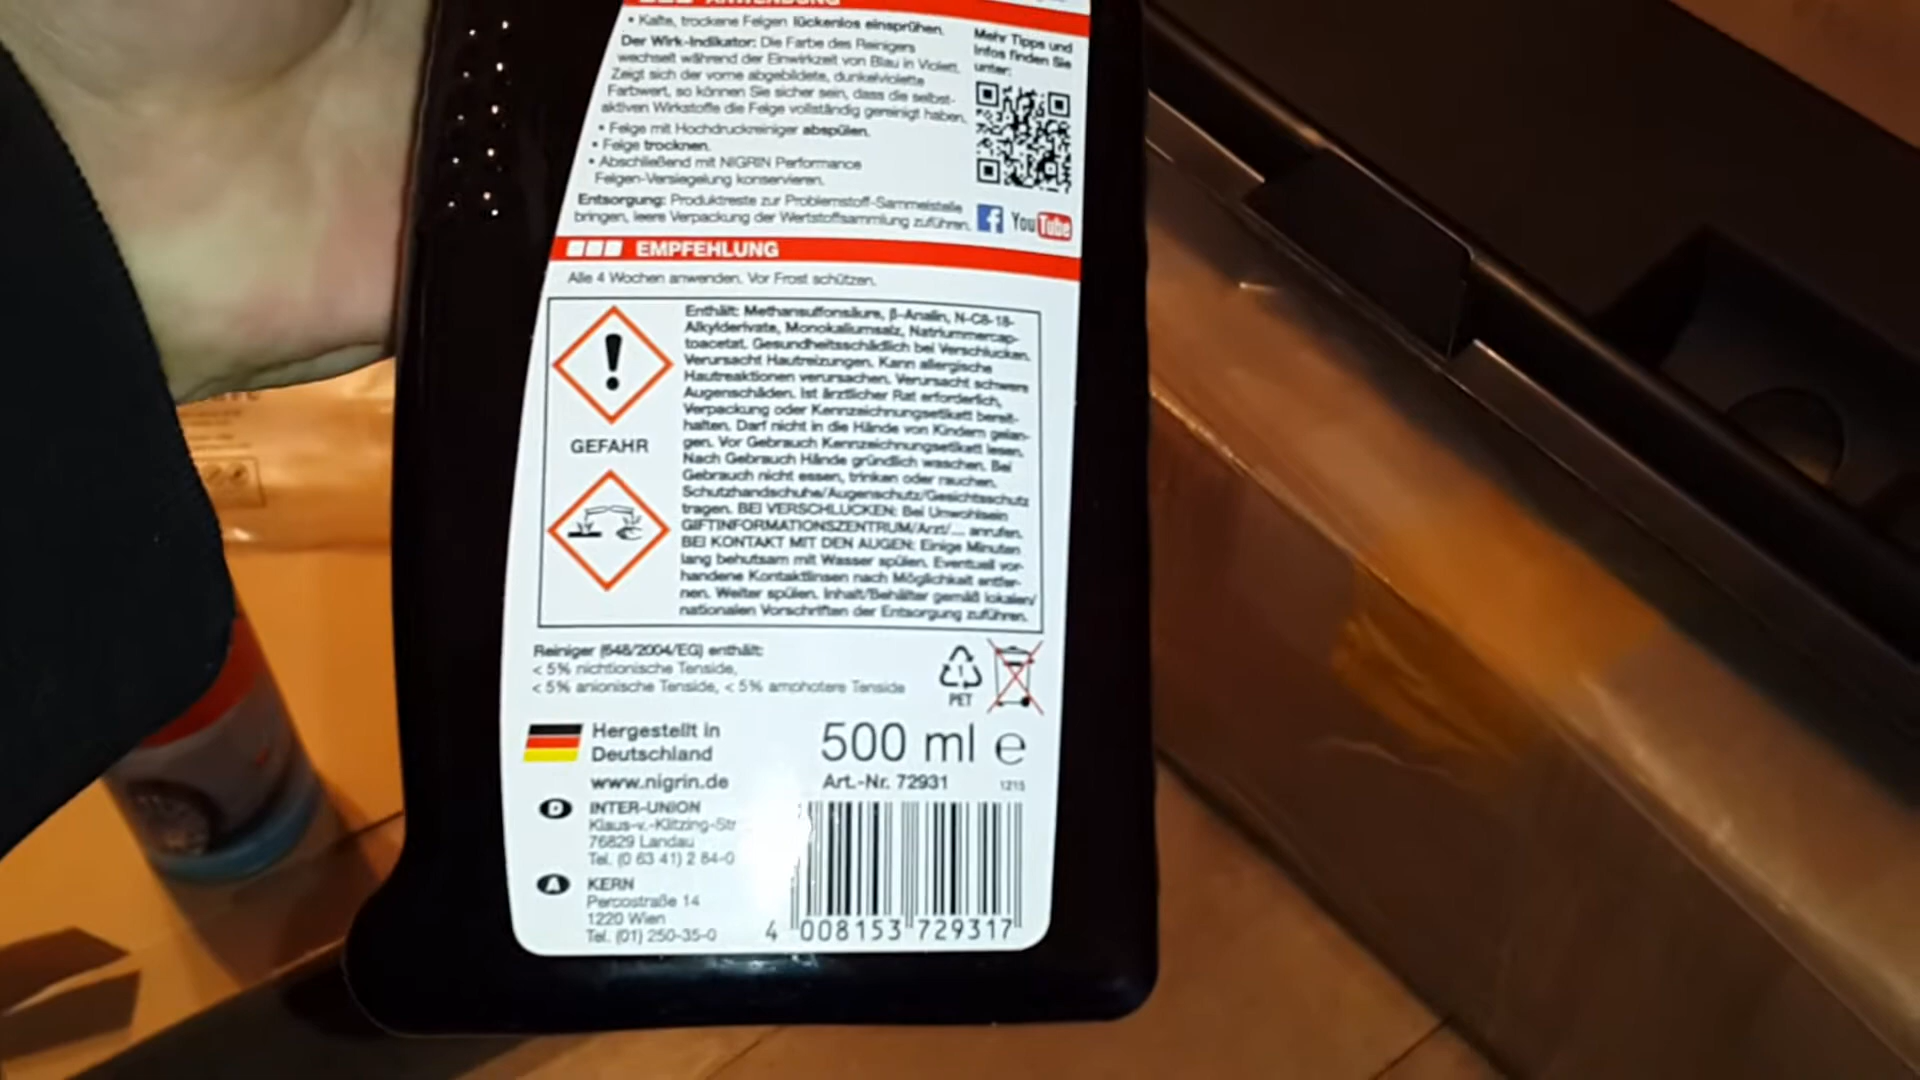 ANWENDUNG
• Kalte, trockene Felgen lückenlos einsprühen.
Der Wirk-Indikator: Die Farbe des Reinigers
wechselt während der Einwirkzeit von Blau in Violett.
Zeigt sich der vorne abgebildete, dunkelviolette
Farbwert, so können Sie sicher sein, dass die selbst-
aktiven Wirkstoffe die Felge vollständig gereinigt haben.
• Felge mit Hochdruckreiniger abspülen.
• Felge trocknen.
• Abschließend mit NIGRIN Performance
Felgen-Versiegelung konservieren.
Mehr Tipps und
Infos finden Sie
unter:
Entsorgung: Produktreste zur Problemstoff-Sammelstelle
bringen, leere Verpackung der Wertstoffsammlung zuführen.
f YouTube
EMPFEHLUNG
Alle 4 Wochen anwenden. Vor Frost schützen.
GEFAHR
Enthält: Methansulfonsäure, β-Analin, N-C8-18-
Alkylderivate, Monokaliumsalz, Natriummercap-
toacetat. Gesundheitsschädlich bei Verschlucken.
Verursacht Hautreizungen. Kann allergische
Hautreaktionen verursachen. Verursacht schwere
Augenschäden. Ist ärztlicher Rat erforderlich,
Verpackung oder Kennzeichnungsetikett bereit-
halten. Darf nicht in die Hände von Kindern gelan-
gen. Vor Gebrauch Kennzeichnungsetikett lesen.
Nach Gebrauch Hände gründlich waschen. Bei
Gebrauch nicht essen, trinken oder rauchen.
Schutzhandschuhe/Augenschutz/Gesichtsschutz
tragen. BEI VERSCHLUCKEN: Bei Unwohlsein
GIFTINFORMATIONSZENTRUM/Arzt/.... anrufen.
BEI KONTAKT MIT DEN AUGEN: Einige Minuten
lang behutsam mit Wasser spülen. Eventuell vor-
handene Kontaktlinsen nach Möglichkeit entfer-
nen. Weiter spülen. Inhalt/Behälter gemäß lokalen/
nationalen Vorschriften der Entsorgung zuführen.
Reiniger (648/2004/EG) enthält:
< 5% nichtionische Tenside,
< 5% anionische Tenside, < 5% amphotere Tenside
1
PET
Hergestellt in
Deutschland
www.nigrin.de
500 ml e
Art.-Nr. 72931
1215
D INTER-UNION
Klaus-v.-Klitzing-Str
76829 Landau
Tel. (0 63 41) 2 84-0
A KERN
Percostraße 14
1220 Wien
Tel. (01) 250-35-0
4 008153 729317